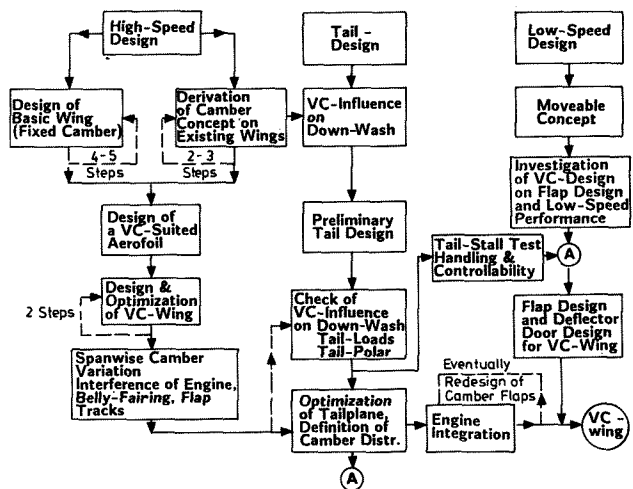 High-Speed
Design
Tail -
Design
Low-Speed
Design
Design of
Basic Wing
(Fixed Camber)
Derivation
of Camber
Concept on
Existing Wings
VC-Influence
on
Down-Wash
Moveable
Concept
4-5
Steps
2-3
Steps
Investigation
of VC-Design
on Flap Design
and Low-Speed
Performance
Design of
a VC-Suited
Aerofoil
Preliminary
Tail Design
Tail-Stall Test
Handling &
Controllability
A
Design &
Optimization
of VC-Wing
2 Steps
Check of
VC-Influence
on Down-Wash
Tail-Loads
Tail-Polar
Flap Design
and Deflector
Door Design
for VC-Wing
Spanwise Camber
Variation
Interference of Engine,
Belly-Fairing, Flap
Tracks
Eventually
Redesign of
Camber Flaps
Optimization
of Tailplane,
Definition of
Camber Distr.
Engine
Integration
VC -
wing
A